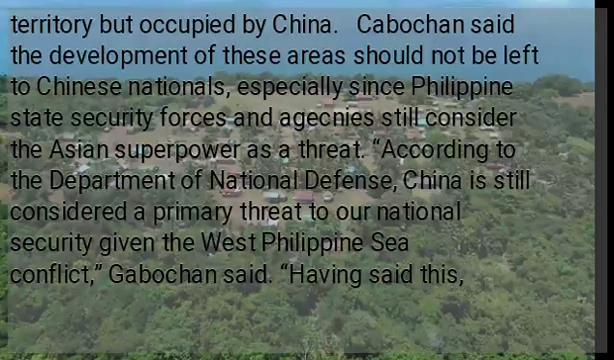 territory but occupied by China.   Cabochan said
the development of these areas should not be left
to Chinese nationals, especially since Philippine
state security forces and agecnies still consider
the Asian superpower as a threat. “According to
the Department of National Defense, China is still
considered a primary threat to our national
security given the West Philippine Sea
conflict,” Gabochan said. “Having said this,